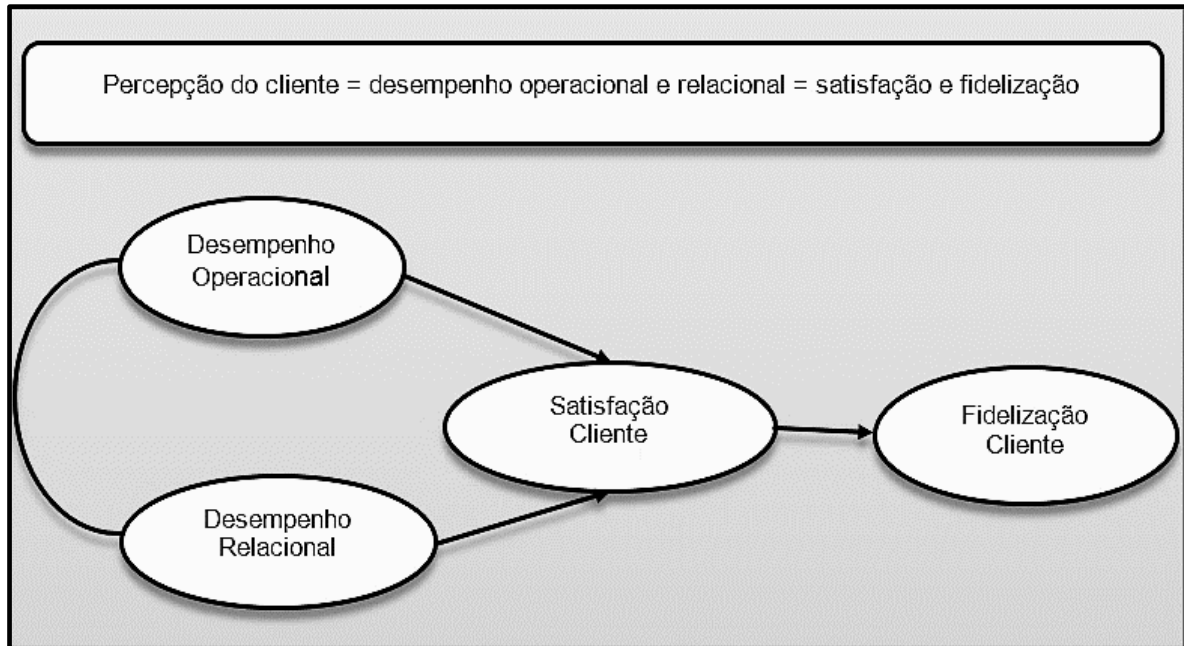 Percepção do cliente = desempenho operacional e relacional = satisfação e fidelização
Desempenho
Operacional
Satisfação
Cliente
Fidelização
Cliente
Desempenho
Relacional